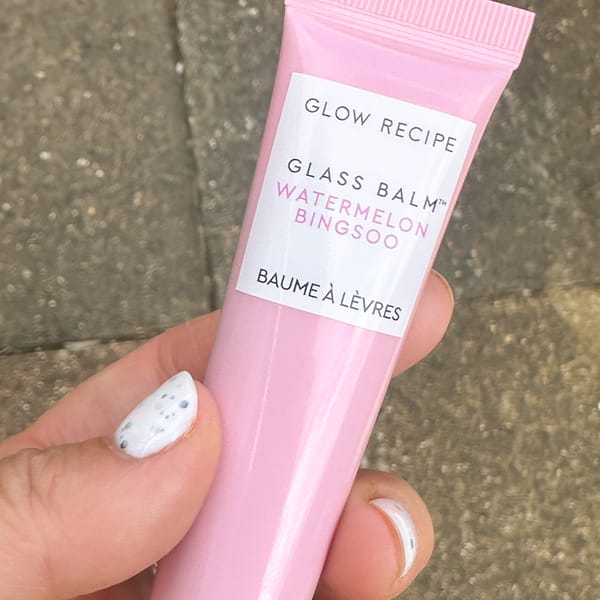 GLOW RECIPE
GLASS BALM™
WATERMELON
BINGSOO
BAUME À LÈVRES